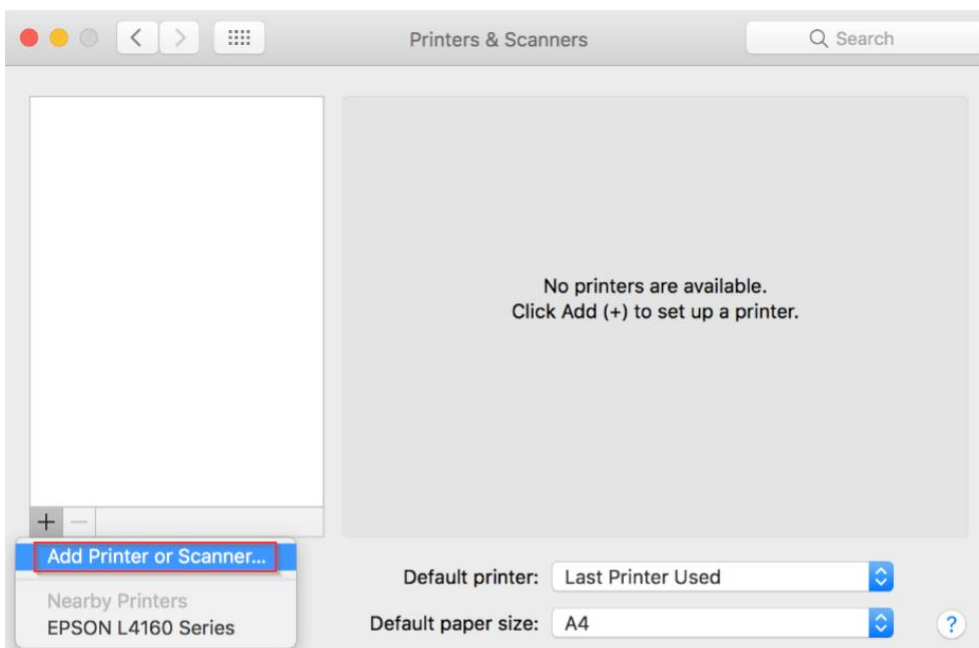 Printers & Scanners
Search
No printers are available.
Click Add (+) to set up a printer.
+ −
Add Printer or Scanner...
Nearby Printers
EPSON L4160 Series
Default printer: Last Printer Used
Default paper size: A4
?